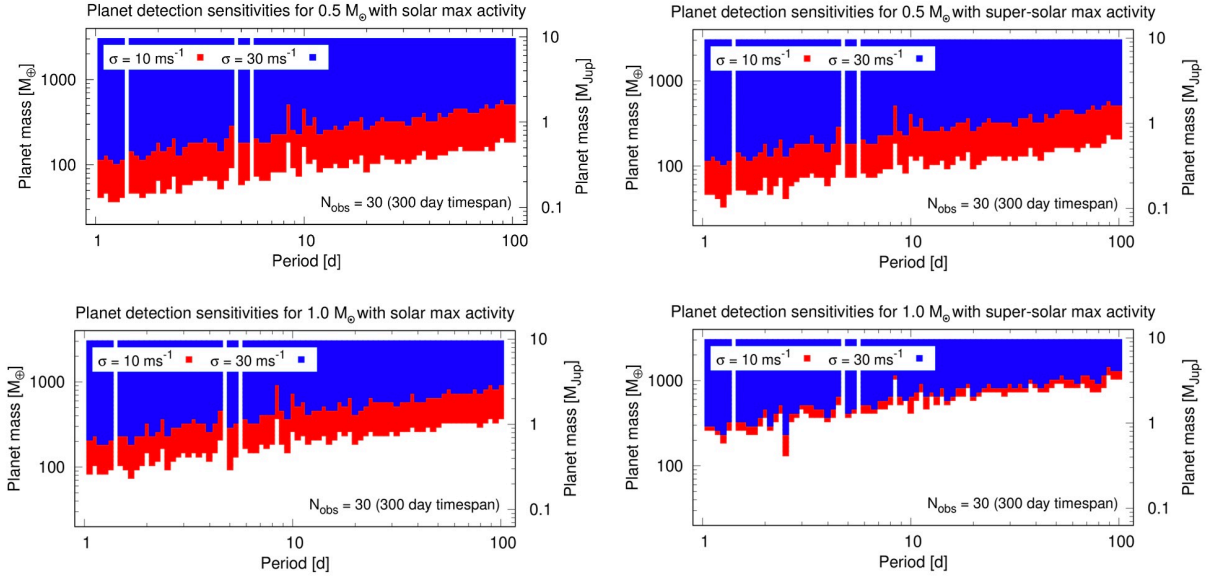 Planet detection sensitivities for 0.5 M☉ with solar max activity
σ = 10 ms⁻¹ σ = 30 ms⁻¹
Planet mass [M⊕]
1000
100
Planet mass [MJup]
10
1
0.1
Nobs = 30 (300 day timespan)
1 10 100
Period [d]
Planet detection sensitivities for 0.5 M☉ with super-solar max activity
σ = 10 ms⁻¹ σ = 30 ms⁻¹
Planet mass [M⊕]
1000
100
Planet mass [MJup]
10
1
0.1
Nobs = 30 (300 day timespan)
1 10 100
Period [d]
Planet detection sensitivities for 1.0 M☉ with solar max activity
σ = 10 ms⁻¹ σ = 30 ms⁻¹
Planet mass [M⊕]
1000
100
Planet mass [MJup]
10
1
0.1
Nobs = 30 (300 day timespan)
1 10 100
Period [d]
Planet detection sensitivities for 1.0 M☉ with super-solar max activity
σ = 10 ms⁻¹ σ = 30 ms⁻¹
Planet mass [M⊕]
1000
100
Planet mass [MJup]
10
1
0.1
Nobs = 30 (300 day timespan)
1 10 100
Period [d]